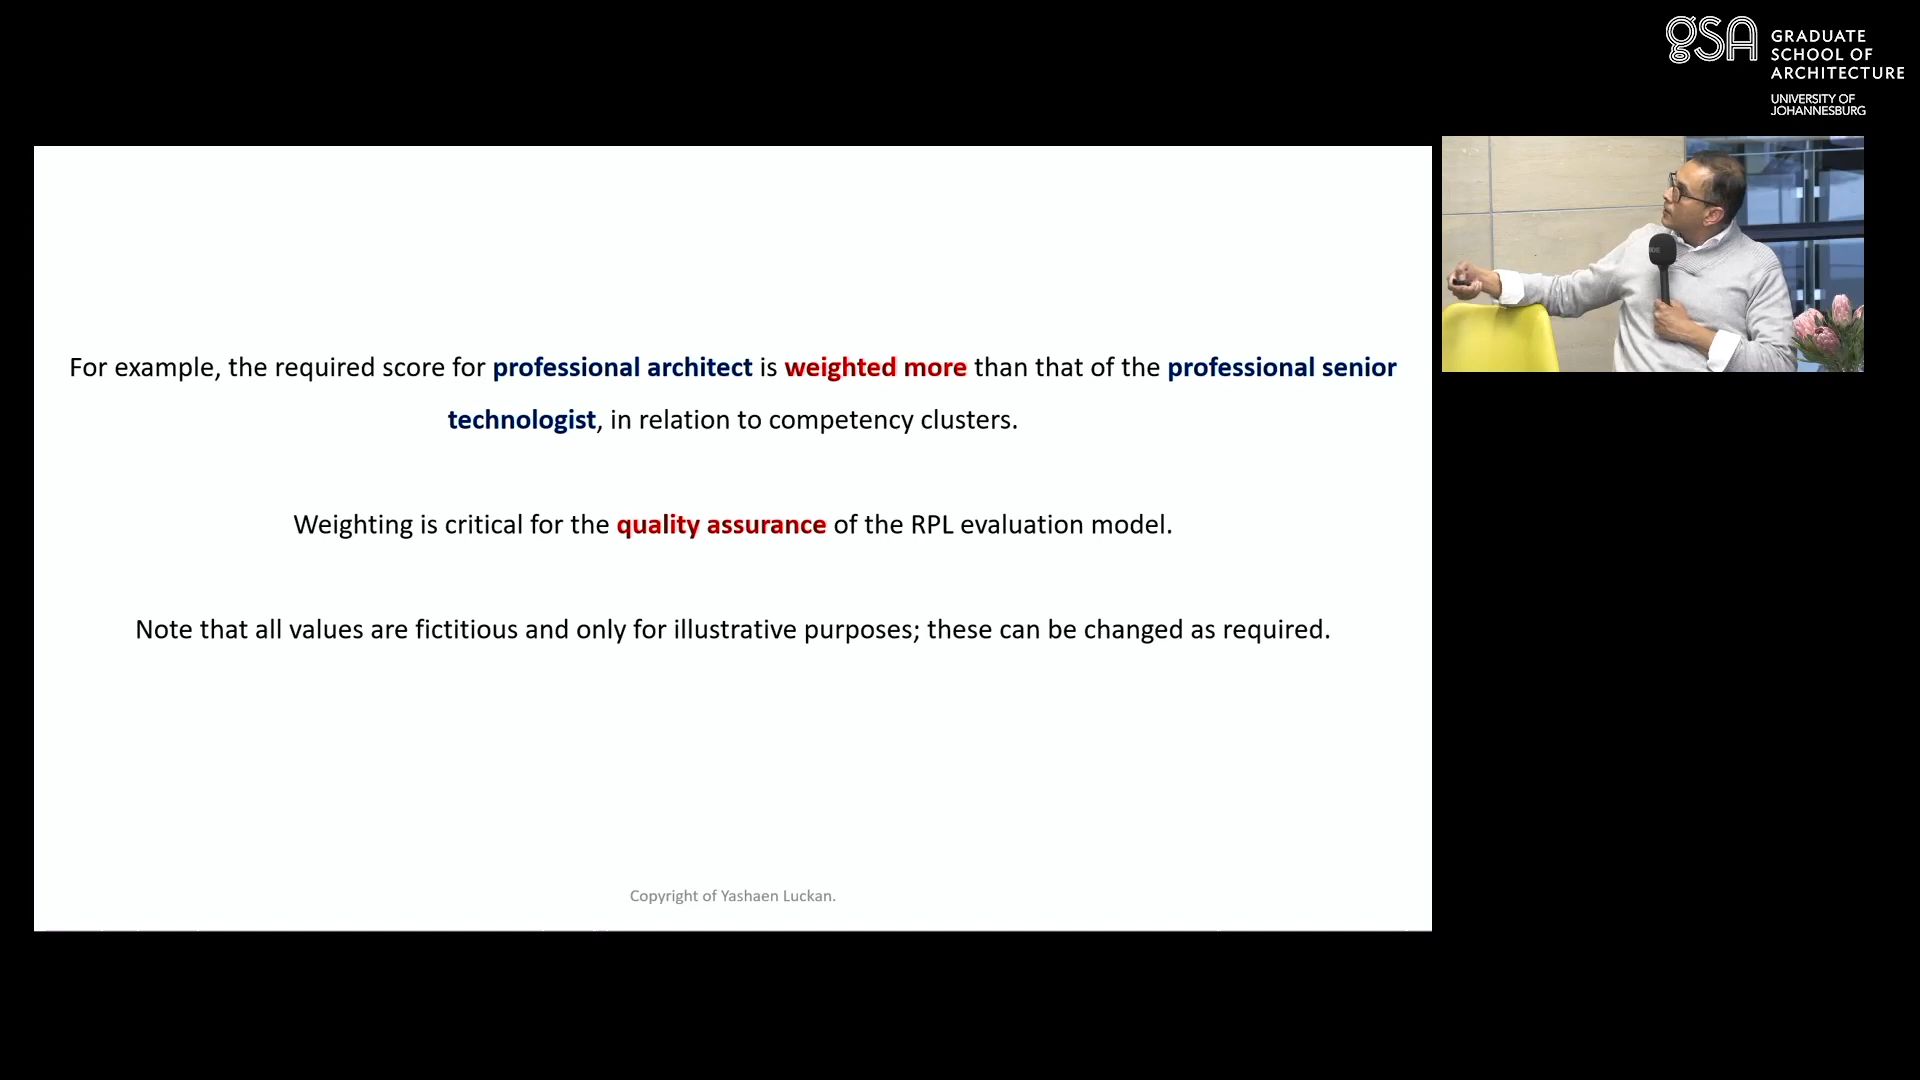 gSA
GRADUATE
SCHOOL OF
ARCHITECTURE
UNIVERSITY OF
JOHANNESBURG
For example, the required score for professional architect is weighted more than that of the professional senior
technologist, in relation to competency clusters.
Weighting is critical for the quality assurance of the RPL evaluation model.
Note that all values are fictitious and only for illustrative purposes; these can be changed as required.
Copyright of Yashaen Luckan.